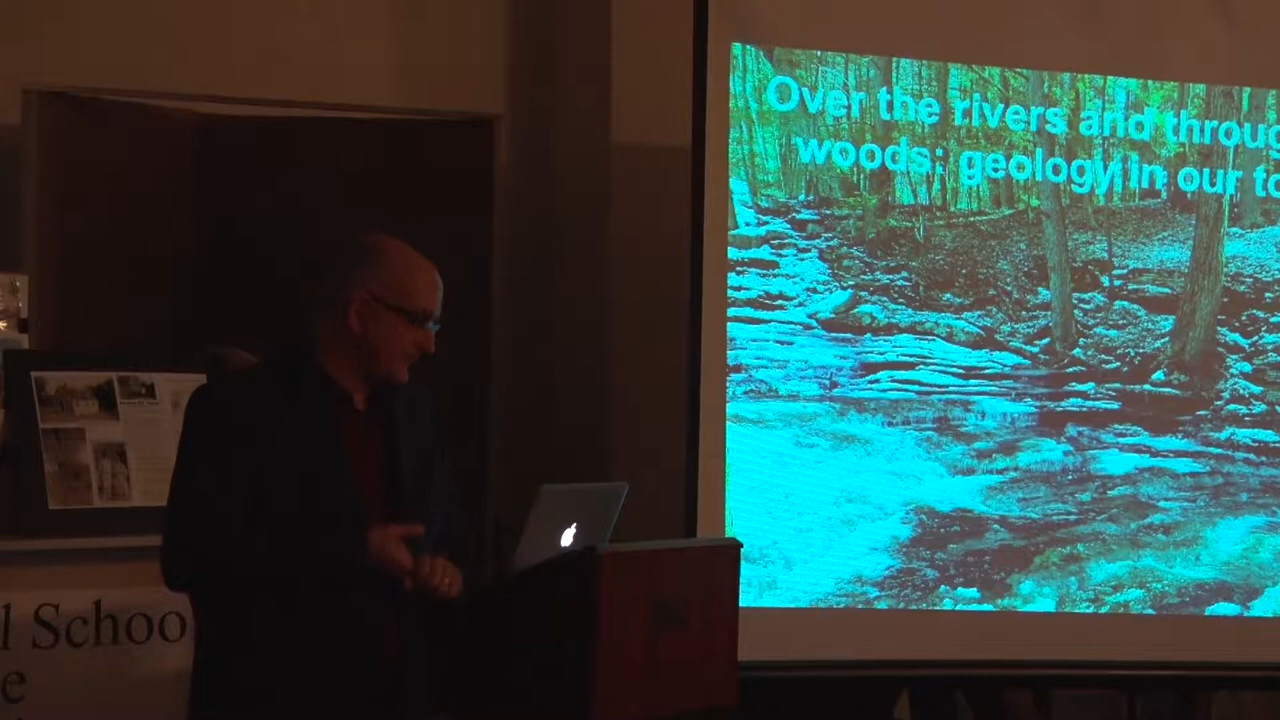 Over the rivers and throug
woods: geology in our to
l Schoo
e